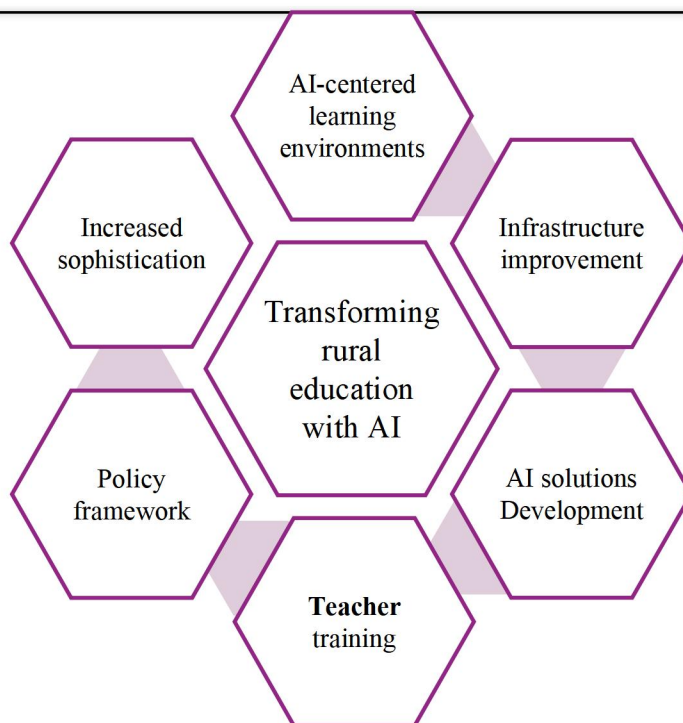 AI-centered
learning
environments
Increased
sophistication
Infrastructure
improvement
Transforming
rural
education
with AI
Policy
framework
AI solutions
Development
Teacher
training